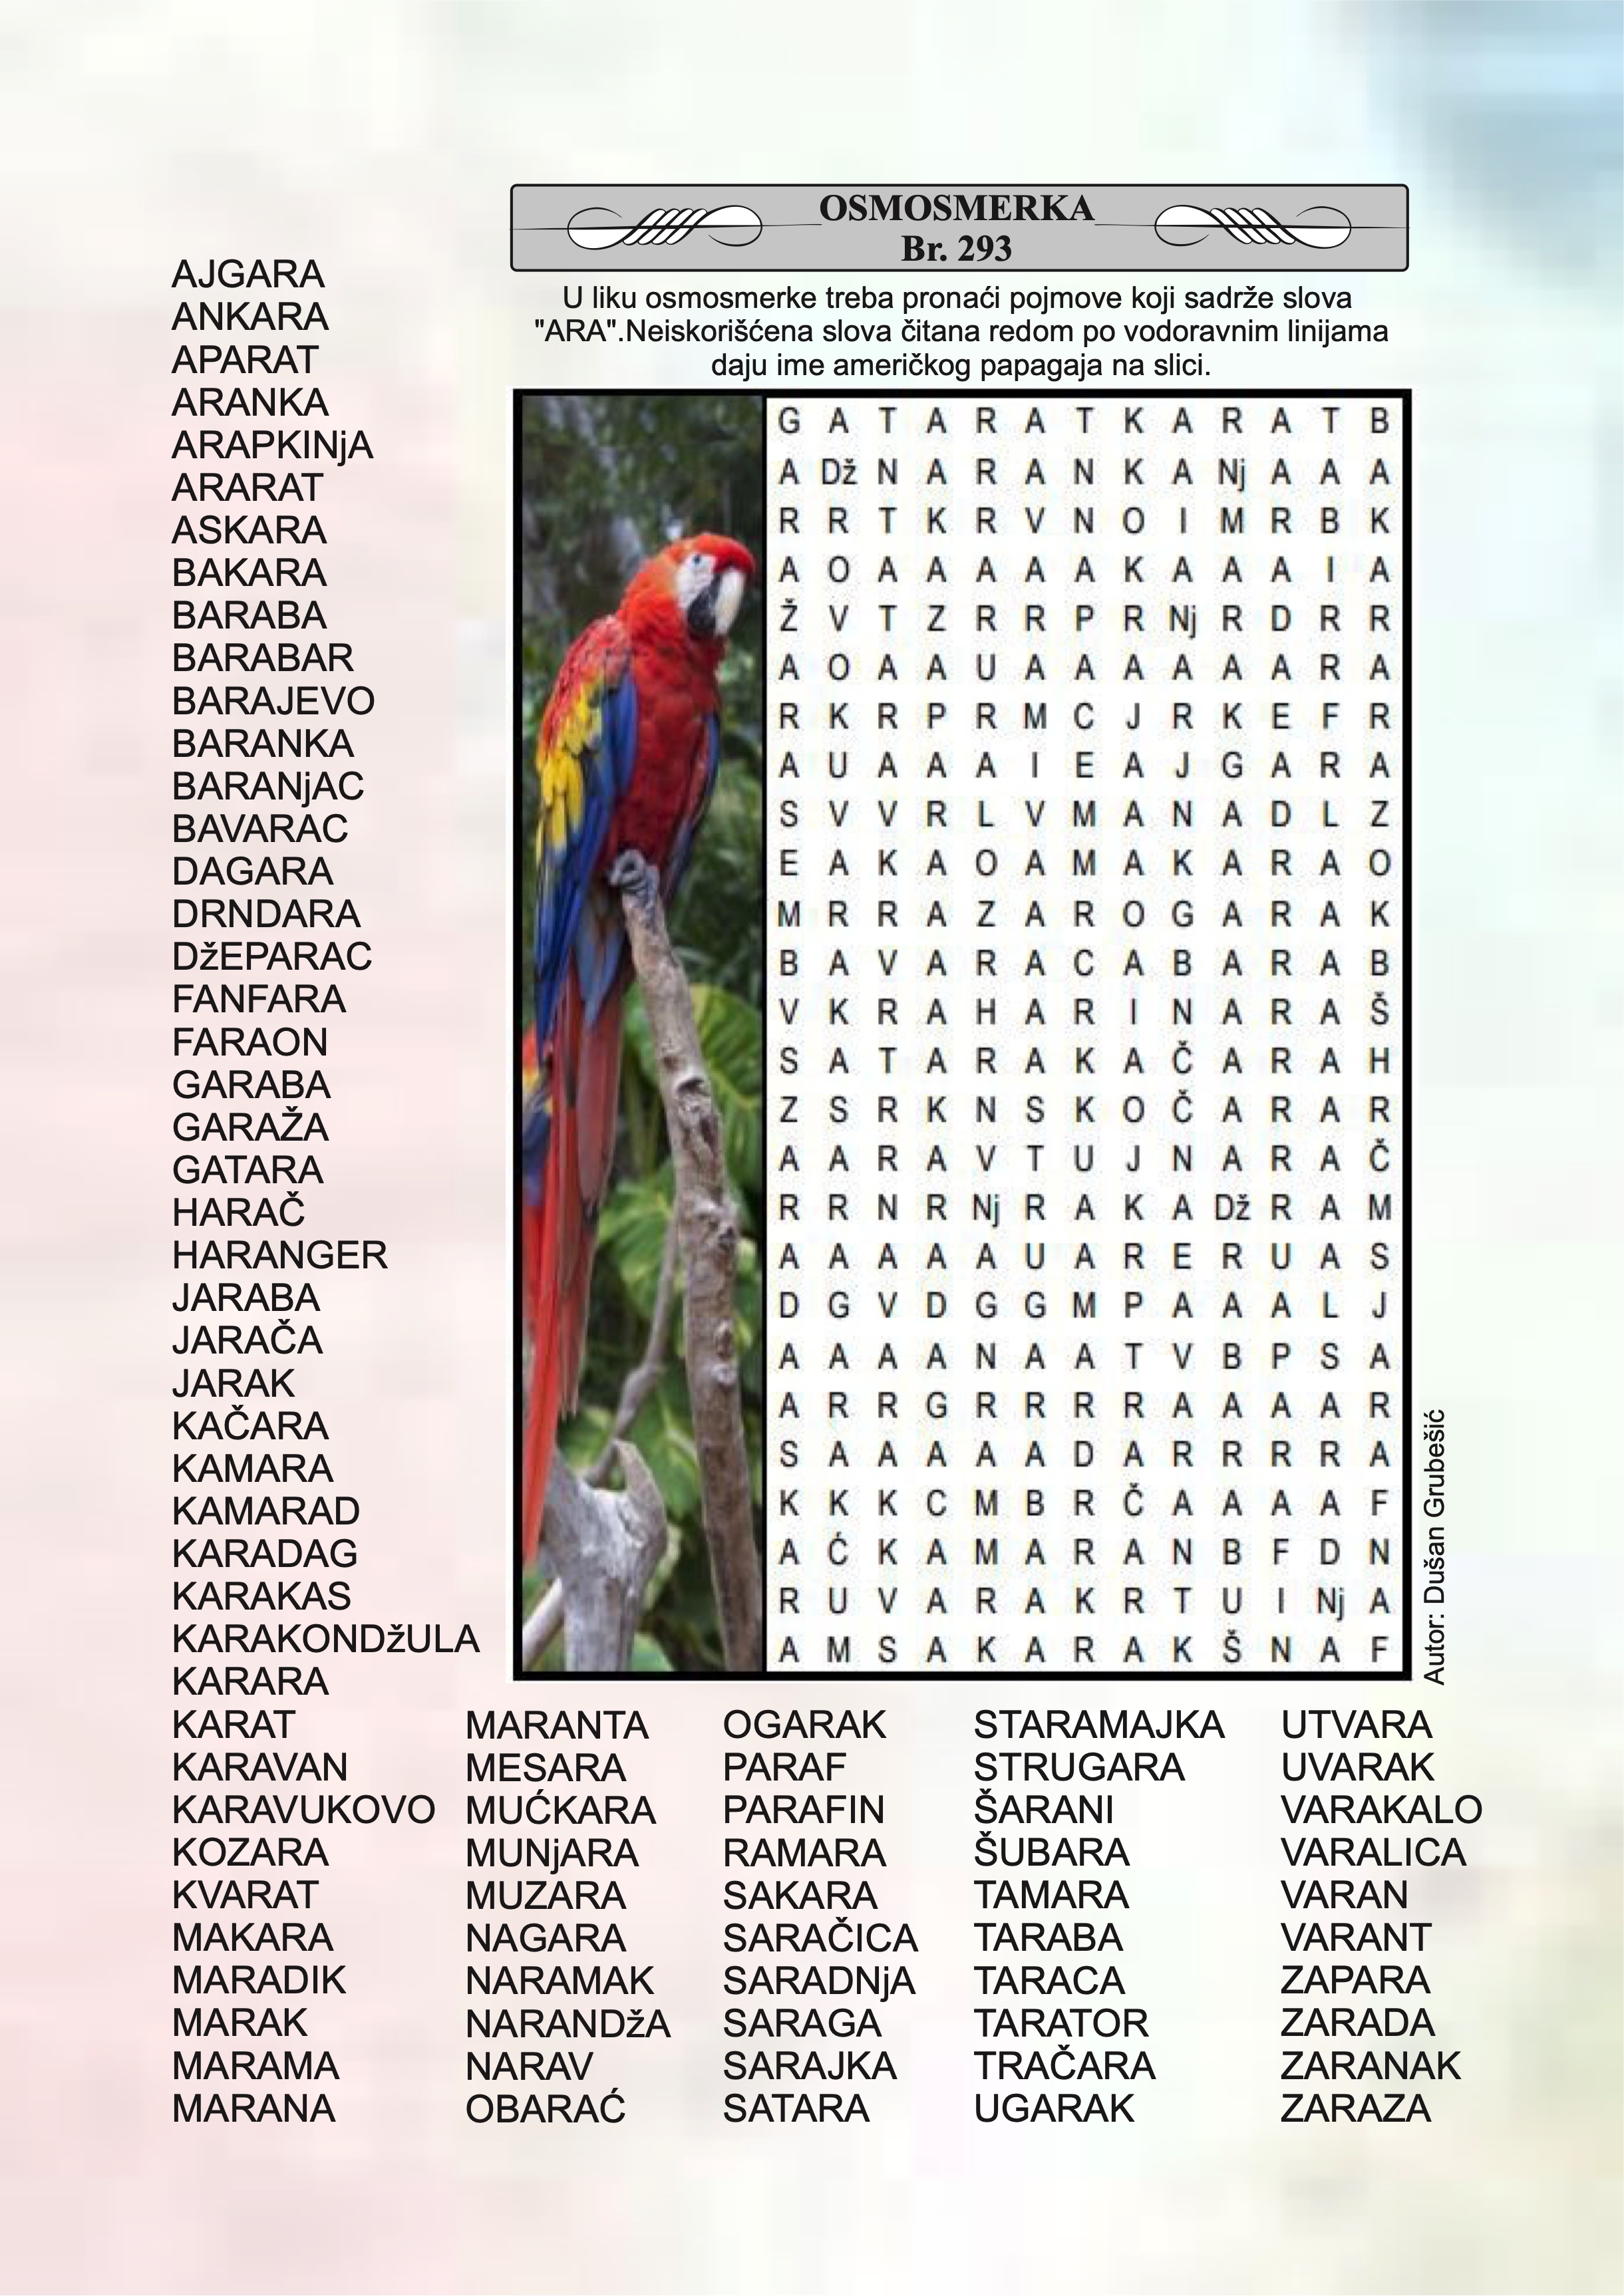 OSMOSMERKA
Br. 293
U liku osmosmerke treba pronaći pojmove koji sadrže slova
"ARA".Neiskorišćena slova čitana redom po vodoravnim linijama
daju ime američkog papagaja na slici.
AJGARA
ANKARA
APARAT
ARANKA
ARAPKINjA
ARARAT
ASKARA
BAKARA
BARABA
BARABAR
BARAJEVO
BARANKA
BARANjAC
BAVARAC
DAGARA
DRNDARA
DžEPARAC
FANFARA
FARAON
GARABA
GARAŽA
GATARA
HARAČ
HARANGER
JARABA
JARAČA
JARAK
KAČARA
KAMARA
KAMARAD
KARADAG
KARAKAS
KARAKONDžULA
KARARA
KARAT
KARAVAN
KARAVUKOVO
KOZARA
KVARAT
MAKARA
MARADIK
MARAK
MARAMA
MARANA
G A T A R A T K A R A T B
A Dž N A R A N K A Nj A A A
R R T K R V N O I M R B K
A O A A A A A K A A A I A
Ž V T Z R R P R Nj R D R R
A O A A U A A A A A A R A
R K R P R M C J R K E F R
A U A A A I E A J G A R A
S V V R L V M A N A D L Z
E A K A O A M A K A R A O
M R R A Z A R O G A R A K
B A V A R A C A B A R A B
V K R A H A R I N A R A Š
S A T A R A K A Č A R A H
Z S R K N S K O Č A R A R
A A R A V T U J N A R A Č
R R N R Nj R A K A Dž R A M
A A A A A U A R E R U A S
D G V D G G M P A A A L J
A A A A N A A T V B P S A
A R R G R R R R A A A A R
S A A A A A D A R R R R A
K K K C M B R Č A A A A F
A Ć K A M A R A N B F D N
R U V A R A K R T U I Nj A
A M S A K A R A K Š N A F
Autor: Dušan Grubešić
MARANTA
MESARA
MUĆKARA
MUNjARA
MUZARA
NAGARA
NARAMAK
NARANDžA
NARAV
OBARAĆ
OGARAK
PARAF
PARAFIN
RAMARA
SAKARA
SARAČICA
SARADNjA
SARAGA
SARAJKA
SATARA
STARAMAJKA
STRUGARA
ŠARANI
ŠUBARA
TAMARA
TARABA
TARACA
TARATOR
TRAČARA
UGARAK
UTVARA
UVARAK
VARAKALO
VARALICA
VARAN
VARANT
ZAPARA
ZARADA
ZARANAK
ZARAZA